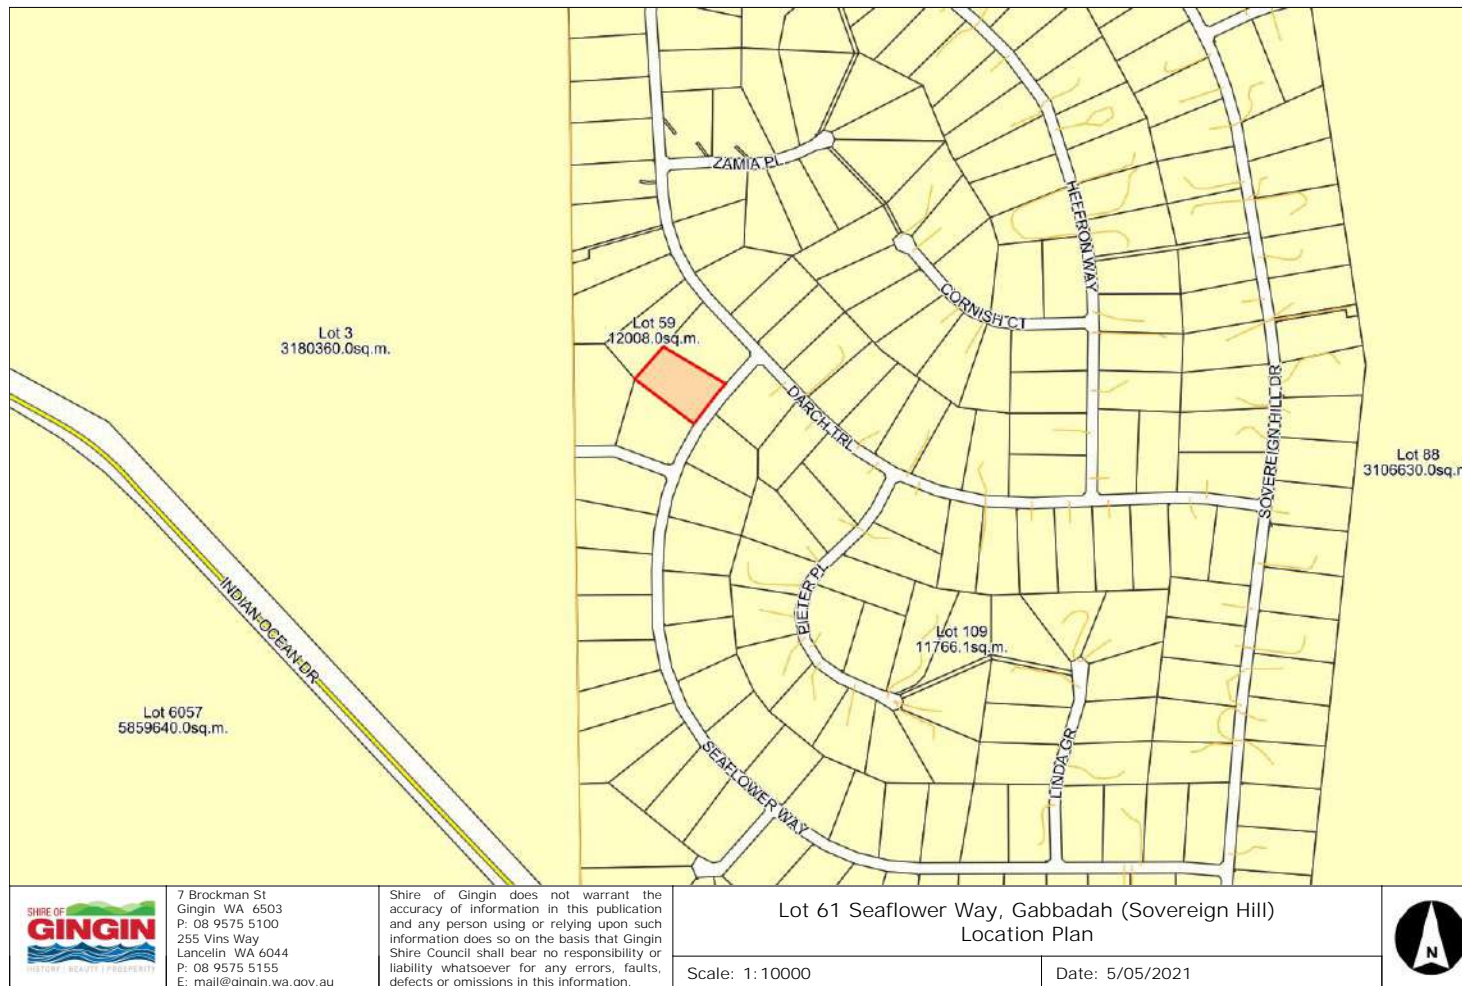 ZAMIA PL
HEFFERON WAY
CORNISH CT
Lot 59
12008.0sq.m.
Lot 3
3180360.0sq.m.
DARCH TRL
SOVEREIGN HILL DR
Lot 88
3106630.0sq.m
INDIAN OCEAN DR
PIETER PL
Lot 109
11766.1sq.m.
Lot 6057
5859640.0sq.m.
SEAFLOWER WAY
LINDA GR
SHIRE OF
GINGIN
HISTORY | BEAUTY | PROSPERITY
7 Brockman St
Gingin WA 6503
P: 08 9575 5100
255 Vins Way
Lancelin WA 6044
P: 08 9575 5155
E: mail@gingin.wa.gov.au
Shire of Gingin does not warrant the
accuracy of information in this publication
and any person using or relying upon such
information does so on the basis that Gingin
Shire Council shall bear no responsibility or
liability whatsoever for any errors, faults,
defects or omissions in this information.
Lot 61 Seaflower Way, Gabbadah (Sovereign Hill)
Location Plan
Scale: 1:10000
Date: 5/05/2021
N